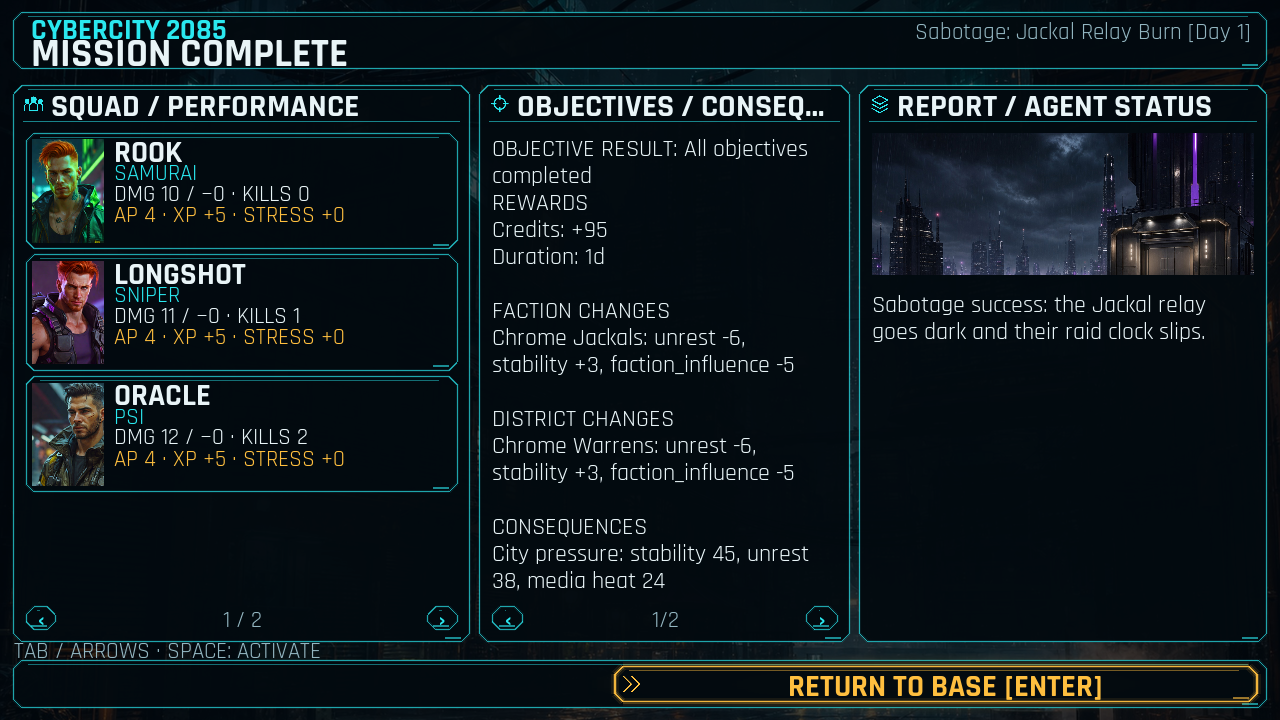 CYBERCITY 2085
MISSION COMPLETE
Sabotage: Jackal Relay Burn [Day 1]
SQUAD / PERFORMANCE
ROOK
SAMURAI
DMG 10 / −0 · KILLS 0
AP 4 · XP +5 · STRESS +0
LONGSHOT
SNIPER
DMG 11 / −0 · KILLS 1
AP 4 · XP +5 · STRESS +0
ORACLE
PSI
DMG 12 / −0 · KILLS 2
AP 4 · XP +5 · STRESS +0
‹
1 / 2
›
OBJECTIVES / CONSEQ...
OBJECTIVE RESULT: All objectives
completed
REWARDS
Credits: +95
Duration: 1d
FACTION CHANGES
Chrome Jackals: unrest -6,
stability +3, faction_influence -5
DISTRICT CHANGES
Chrome Warrens: unrest -6,
stability +3, faction_influence -5
CONSEQUENCES
City pressure: stability 45, unrest
38, media heat 24
‹
1/2
›
REPORT / AGENT STATUS
Sabotage success: the Jackal relay
goes dark and their raid clock slips.
TAB / ARROWS · SPACE: ACTIVATE
RETURN TO BASE [ENTER]